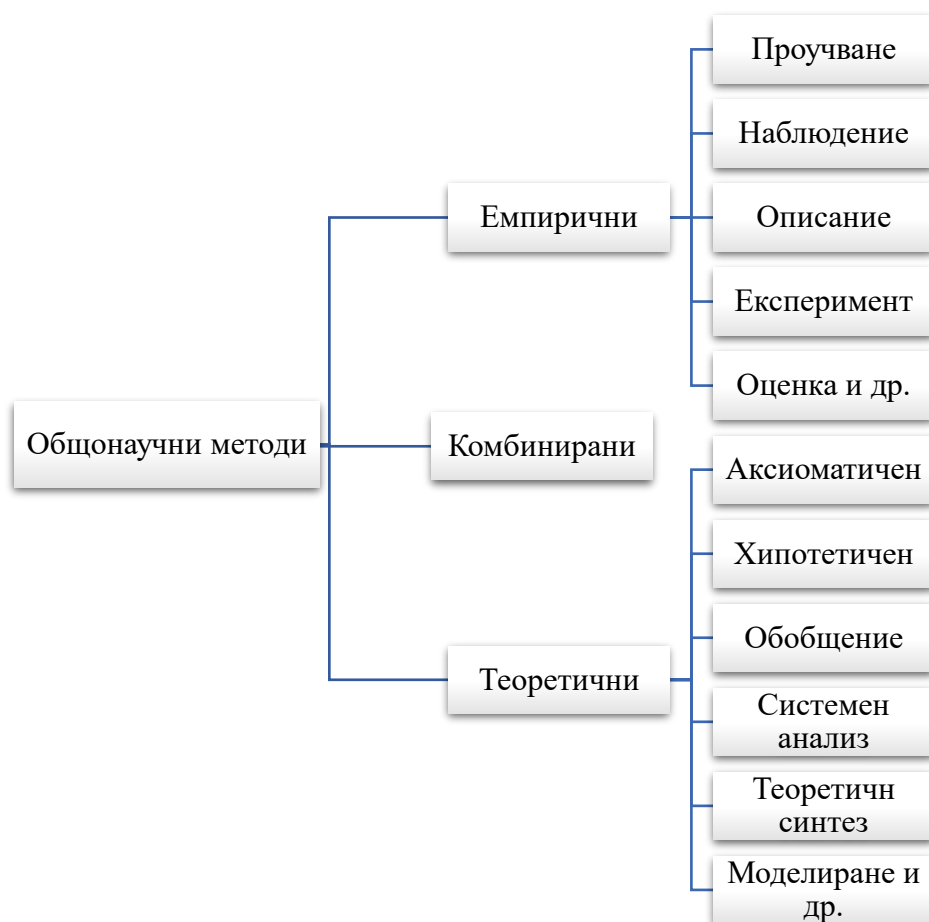 Общонаучни методи
Емпирични
Проучване
Наблюдение
Описание
Експеримент
Оценка и др.
Комбинирани
Теоретични
Аксиоматичен
Хипотетичен
Обобщение
Системен
анализ
Теоретичн
синтез
Моделиране и
др.